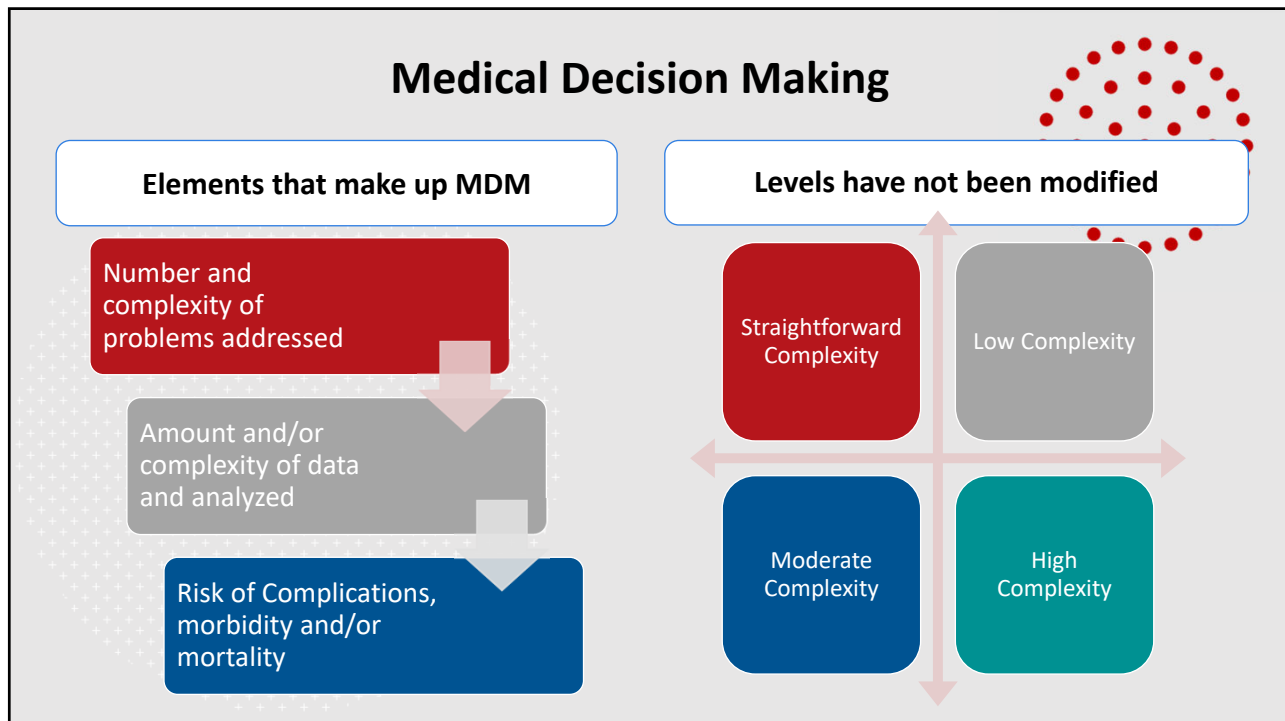 Medical Decision Making
Elements that make up MDM
Number and
complexity of
problems addressed
Amount and/or
complexity of data
and analyzed
Risk of Complications,
morbidity and/or
mortality
Levels have not been modified
Straightforward
Complexity
Low Complexity
Moderate
Complexity
High
Complexity